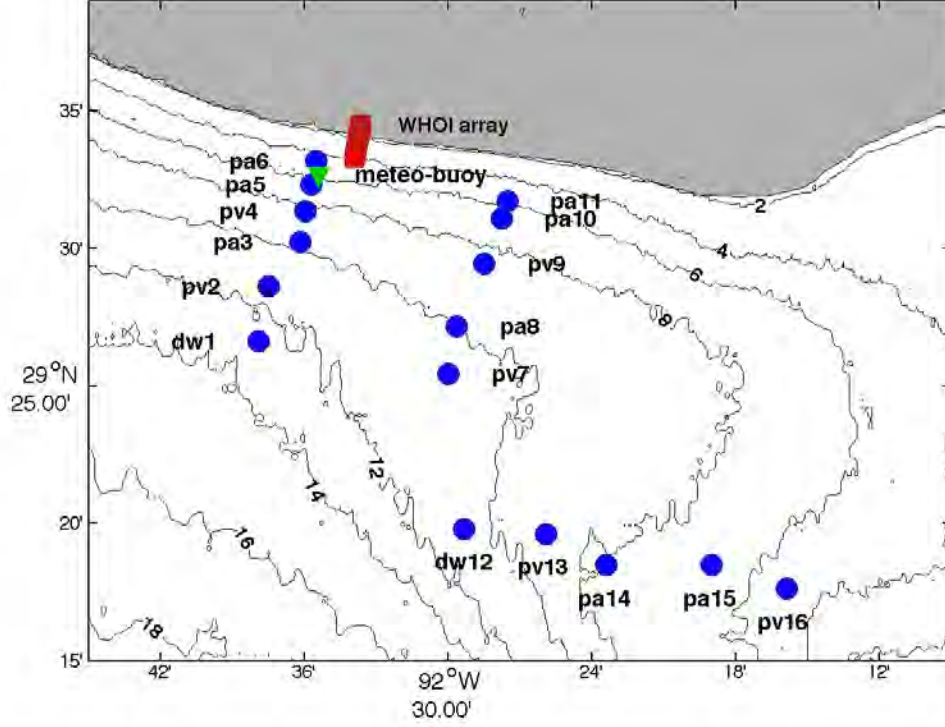 35'
WHOI array
pa6
meteo-buoy
pa5
pa11
2
pv4
pa10
pa3
4
30'
pv9
6
pv2
8
pa8
dw1
pv7
29°N
25.00'
12
14
16
20'
dw12
pv13
pa14
pa15
pv16
18
15'
42'
36'
92°W
30.00'
24'
18'
12'